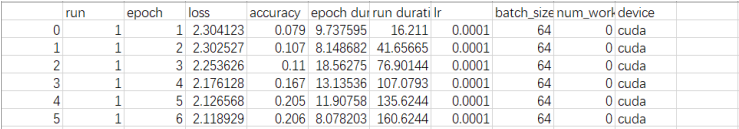 run epoch loss accuracy epoch dur run durati lr batch_size num_work device
0 1 1 2.304123 0.079 9.737595 16.211 0.0001 64 0 cuda
1 1 2 2.302527 0.107 8.148682 41.65665 0.0001 64 0 cuda
2 1 3 2.253626 0.11 18.56275 76.90144 0.0001 64 0 cuda
3 1 4 2.176128 0.167 13.13536 107.0793 0.0001 64 0 cuda
4 1 5 2.126568 0.205 11.90758 135.6244 0.0001 64 0 cuda
5 1 6 2.118929 0.206 8.078203 160.6244 0.0001 64 0 cuda